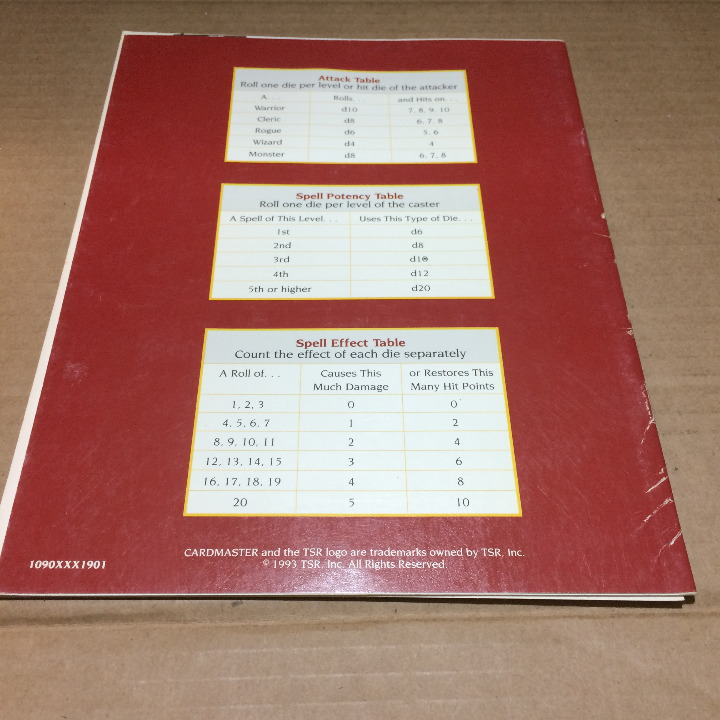 Attack Table
Roll one die per level or hit die of the attacker
A. . . Rolls. and Hits on. . .
Warrior d10 7, 8, 9, 10
Cleric d8 6, 7, 8
Rogue d6 5, 6
Wizard d4 4
Monster d8 6, 7, 8
Spell Potency Table
Roll one die per level of the caster
A Spell of This Level. . . Uses This Type of Die. . .
1st d6
2nd d8
3rd d10
4th d12
5th or higher d20
Spell Effect Table
Count the effect of each die separately
A Roll of. . . Causes This or Restores This
Much Damage Many Hit Points
1, 2, 3 0 0
4, 5, 6, 7 1 2
8, 9, 10, 11 2 4
12, 13, 14, 15 3 6
16, 17, 18, 19 4 8
20 5 10
CARDMASTER and the TSR logo are trademarks owned by TSR, Inc.
1090XXX1901 © 1993 TSR, Inc. All Rights Reserved.